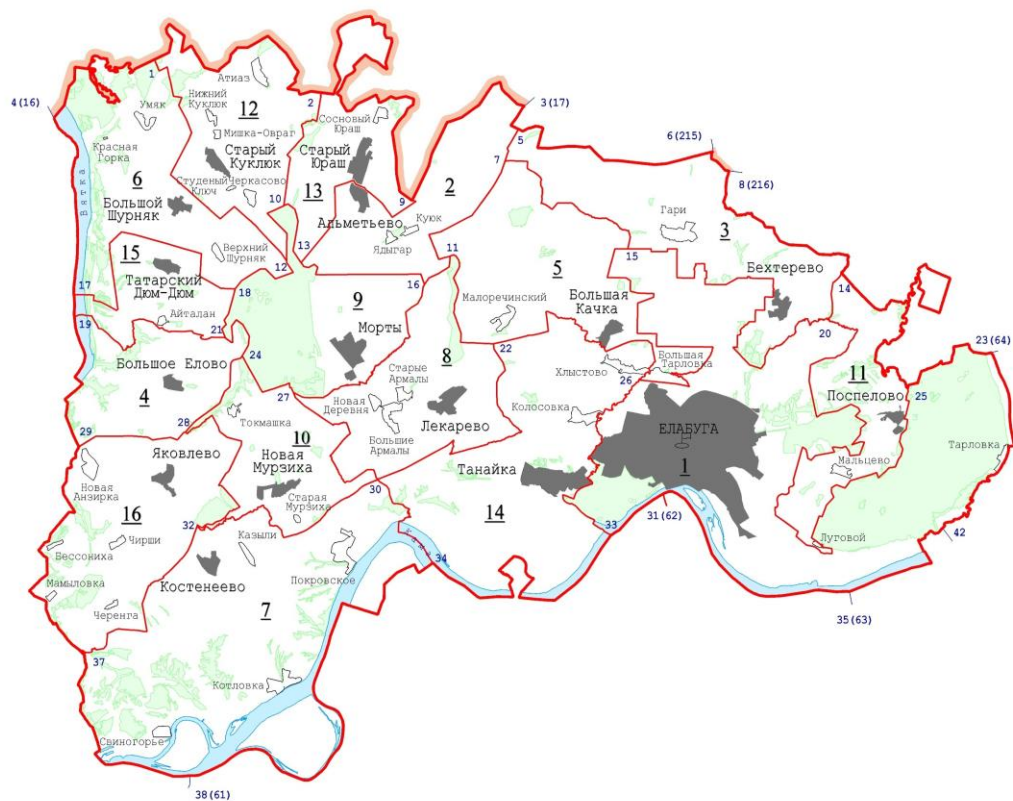 1
2
12
Атиаз
4 (16)
Умяк
Нижний
Куклюк
Мишка-Овраг
Сосновый
Юраш
3 (17)
5
6 (215)
7
8 (216)
Красная
Горка
Старый
Куклюк
Старый
Юраш
Вятка
6
Большой
Шурняк
Студеный
Ключ
Черкасово
10
13
9
2
Альметьево
Куюк
Ядыгар
Гари
3
13
11
15
Верхний
Шурняк
12
15
Татарский
Дюм-Дюм
5
Бехтерево
14
17
18
9
16
Малореченский
Большая
Качка
Айталан
19
21
Морты
20
22
Большое Елово
24
8
Старые
Армалы
Хлыстово
Большая
Тарловка
26
23 (64)
11
Поспелово
25
4
27
Новая
Деревня
Лекарево
Колосовка
28
Токмашка
10
Большие
Армалы
ЕЛАБУГА
1
29
Яковлево
Новая
Мурзиха
Танайка
Мальцево
Тарловка
Новая
Анзирка
Старая
Мурзиха
30
14
16
32
31 (62)
33
42
Кама
34
Луговой
Бессониха
Чирши
Казыли
Мамыловка
Костенеево
Покровское
35 (63)
Черенга
7
37
Котловка
Свиногорье
38 (61)